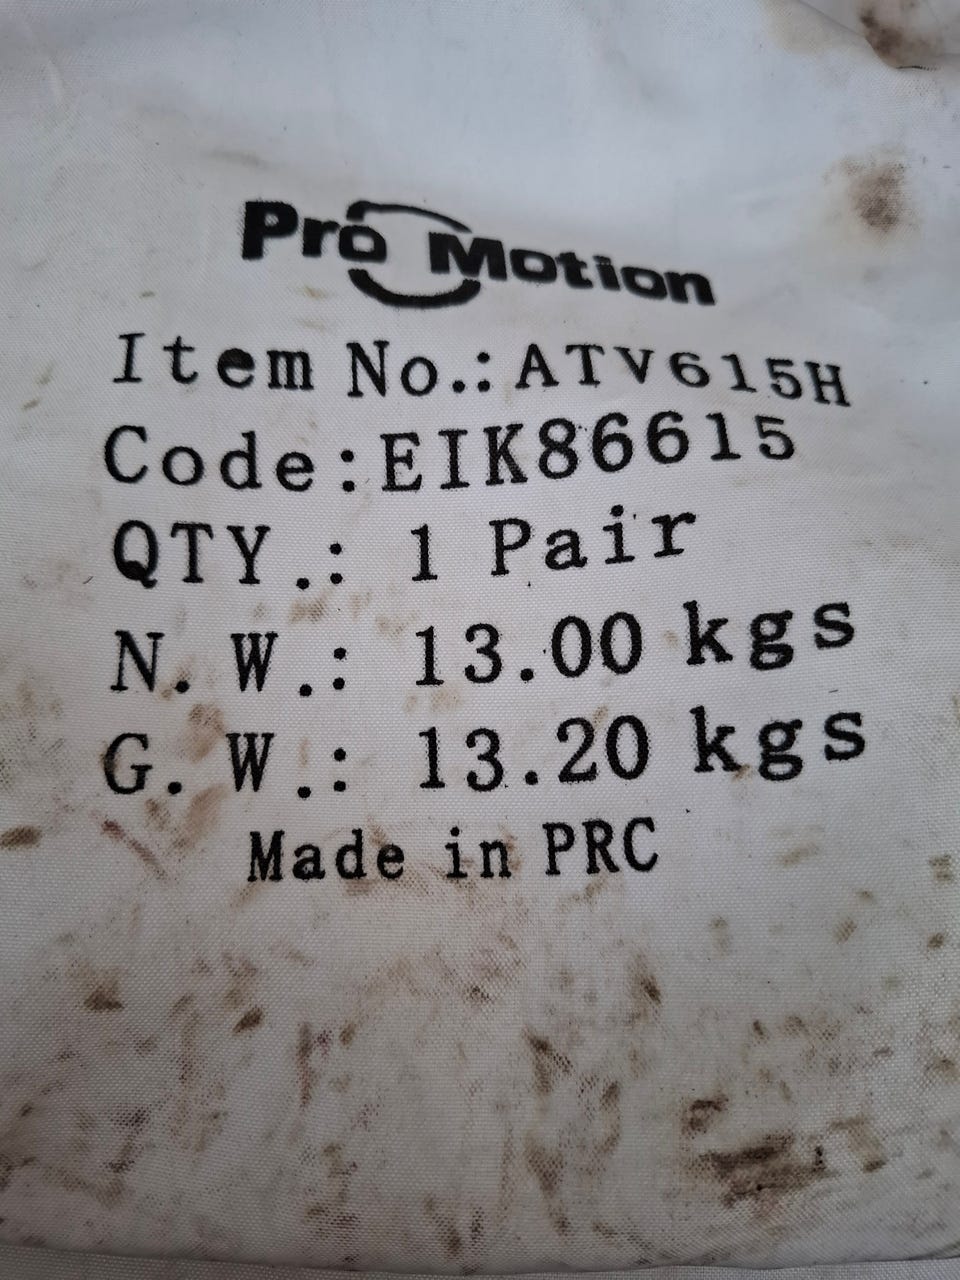 Pro Motion
Item No.: ATV615H
Code:EIK86615
QTY.: 1 Pair
N.W.: 13.00 kgs
G.W.: 13.20 kgs
Made in PRC